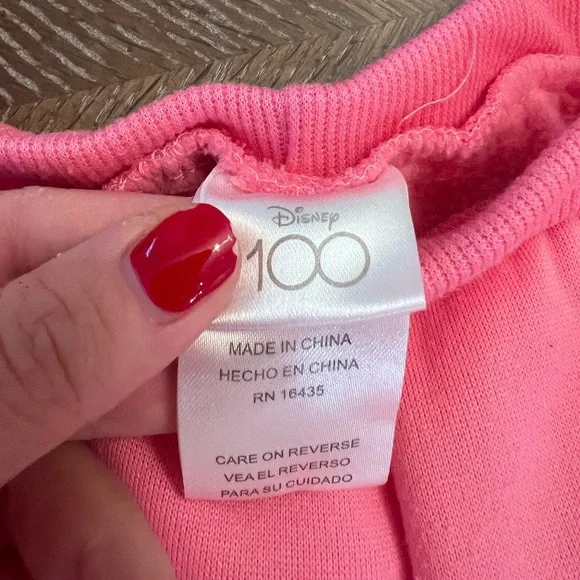 Disney
100
MADE IN CHINA
HECHO EN CHINA
RN 16435
CARE ON REVERSE
VEA EL REVERSO
PARA SU CUIDADO